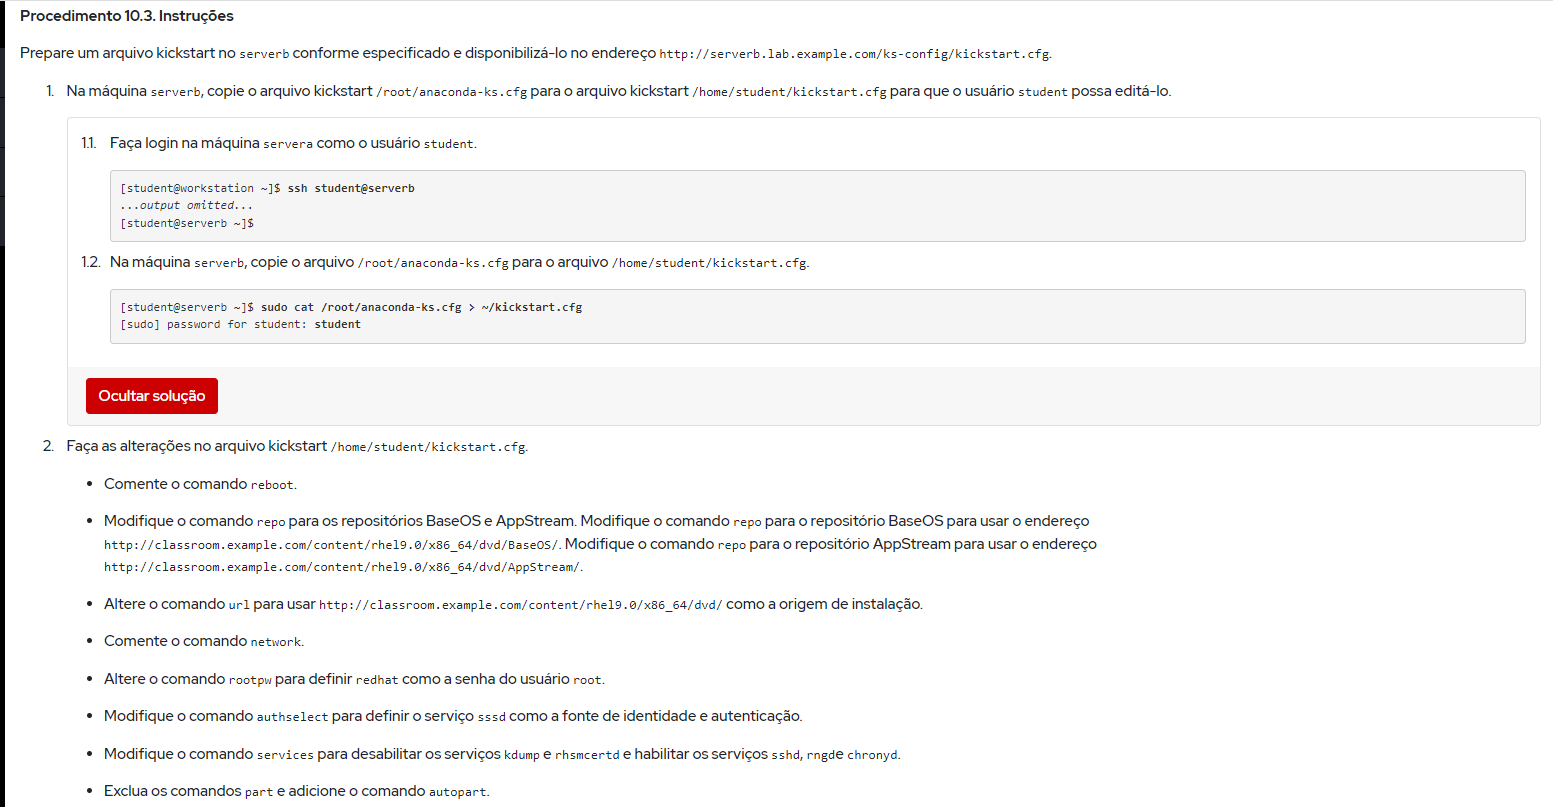 Procedimento 10.3. Instruções
Prepare um arquivo kickstart no serverb conforme especificado e disponibilizá-lo no endereço http://serverb.lab.example.com/ks-config/kickstart.cfg.
1. Na máquina serverb, copie o arquivo kickstart /root/anaconda-ks.cfg para o arquivo kickstart /home/student/kickstart.cfg para que o usuário student possa editá-lo.
1.1. Faça login na máquina servera como o usuário student.
[student@workstation ~]$ ssh student@serverb
...output omitted...
[student@serverb ~]$
1.2. Na máquina serverb, copie o arquivo /root/anaconda-ks.cfg para o arquivo /home/student/kickstart.cfg.
[student@serverb ~]$ sudo cat /root/anaconda-ks.cfg > ~/kickstart.cfg
[sudo] password for student: student
Ocultar solução
2. Faça as alterações no arquivo kickstart /home/student/kickstart.cfg.
• Comente o comando reboot.
• Modifique o comando repo para os repositórios BaseOS e AppStream. Modifique o comando repo para o repositório BaseOS para usar o endereço
http://classroom.example.com/content/rhel9.0/x86_64/dvd/BaseOS/. Modifique o comando repo para o repositório AppStream para usar o endereço
http://classroom.example.com/content/rhel9.0/x86_64/dvd/AppStream/.
• Altere o comando url para usar http://classroom.example.com/content/rhel9.0/x86_64/dvd/ como a origem de instalação.
• Comente o comando network.
• Altere o comando rootpw para definir redhat como a senha do usuário root.
• Modifique o comando authselect para definir o serviço sssd como a fonte de identidade e autenticação.
• Modifique o comando services para desabilitar os serviços kdump e rhsmcertd e habilitar os serviços sshd, rngde chronyd.
• Exclua os comandos part e adicione o comando autopart.